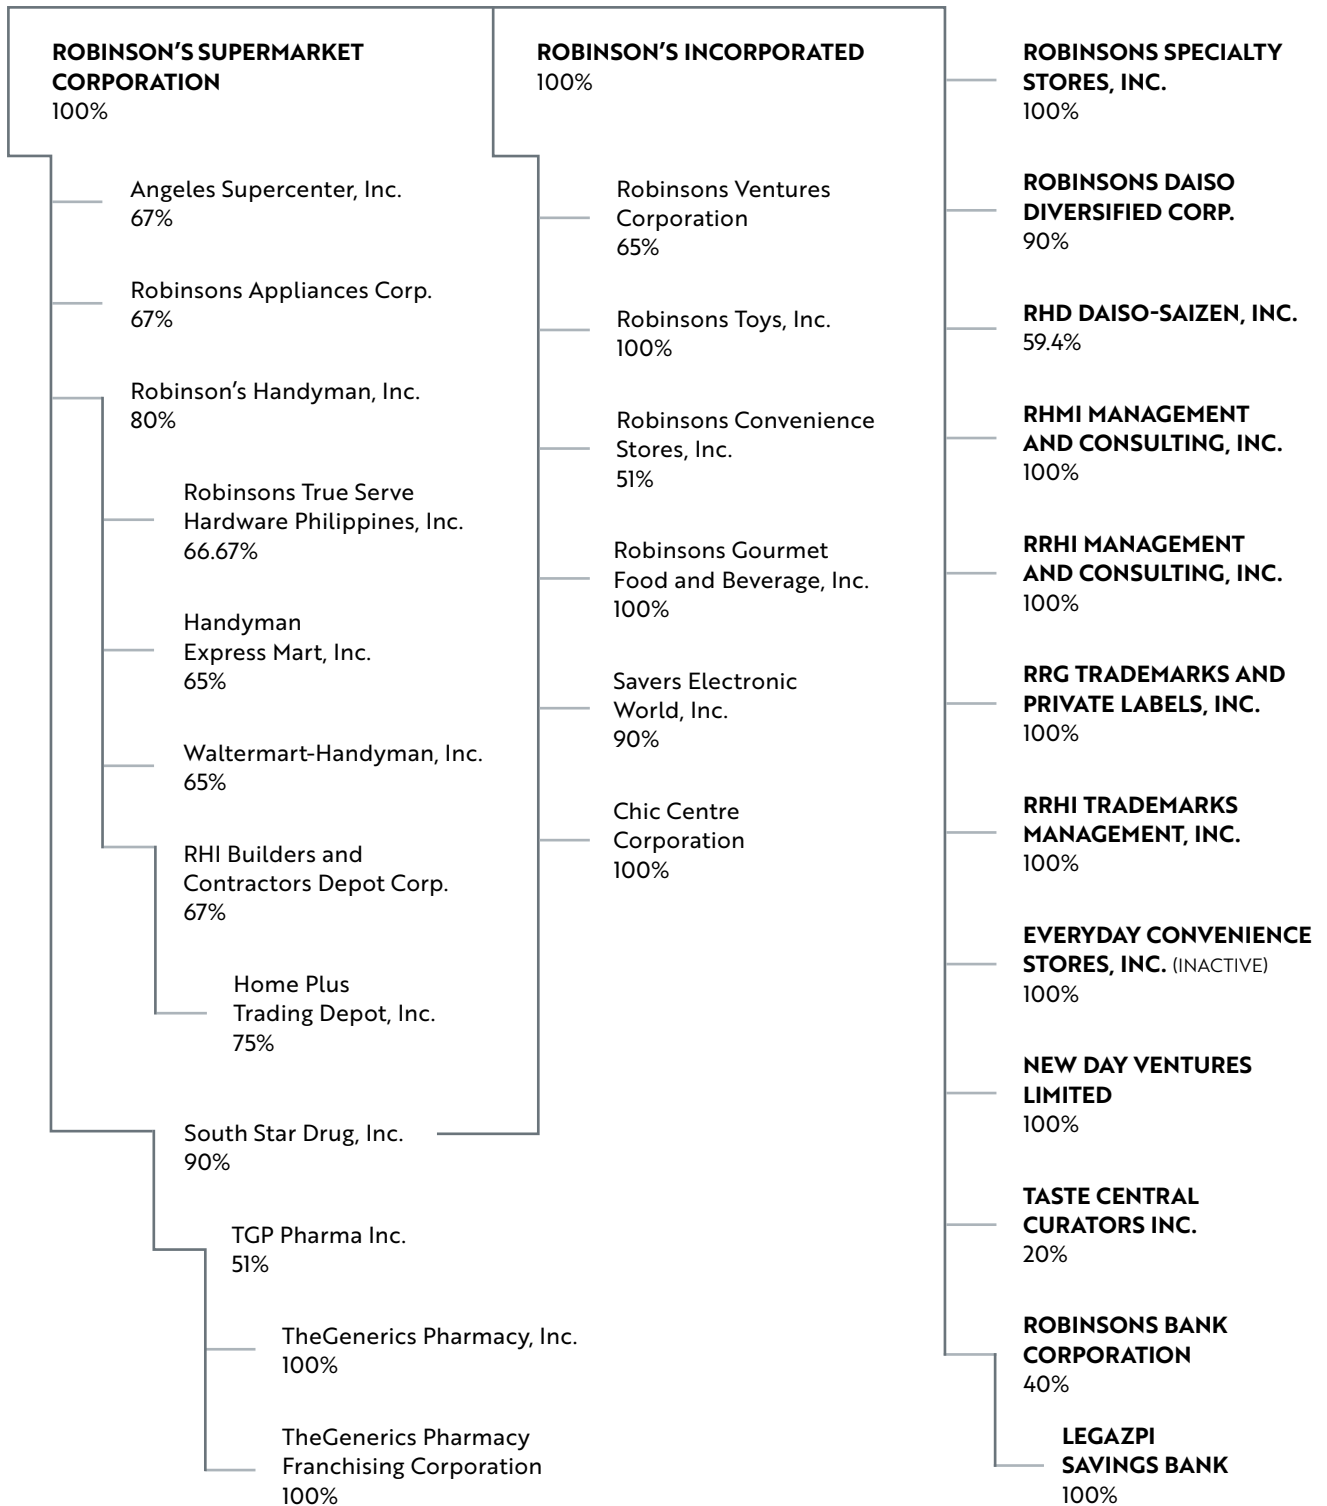 ROBINSON’S SUPERMARKET
CORPORATION
100%
Angeles Supercenter, Inc.
67%
Robinsons Appliances Corp.
67%
Robinson’s Handyman, Inc.
80%
Robinsons True Serve
Hardware Philippines, Inc.
66.67%
Handyman
Express Mart, Inc.
65%
Waltermart-Handyman, Inc.
65%
RHI Builders and
Contractors Depot Corp.
67%
Home Plus
Trading Depot, Inc.
75%
South Star Drug, Inc.
90%
TGP Pharma Inc.
51%
TheGenerics Pharmacy, Inc.
100%
TheGenerics Pharmacy
Franchising Corporation
100%
ROBINSON’S INCORPORATED
100%
Robinsons Ventures
Corporation
65%
Robinsons Toys, Inc.
100%
Robinsons Convenience
Stores, Inc.
51%
Robinsons Gourmet
Food and Beverage, Inc.
100%
Savers Electronic
World, Inc.
90%
Chic Centre
Corporation
100%
ROBINSONS SPECIALTY
STORES, INC.
100%
ROBINSONS DAISO
DIVERSIFIED CORP.
90%
RHD DAISO-SAIZEN, INC.
59.4%
RHMI MANAGEMENT
AND CONSULTING, INC.
100%
RRHI MANAGEMENT
AND CONSULTING, INC.
100%
RRG TRADEMARKS AND
PRIVATE LABELS, INC.
100%
RRHI TRADEMARKS
MANAGEMENT, INC.
100%
EVERYDAY CONVENIENCE
STORES, INC. (INACTIVE)
100%
NEW DAY VENTURES
LIMITED
100%
TASTE CENTRAL
CURATORS INC.
20%
ROBINSONS BANK
CORPORATION
40%
LEGAZPI
SAVINGS BANK
100%